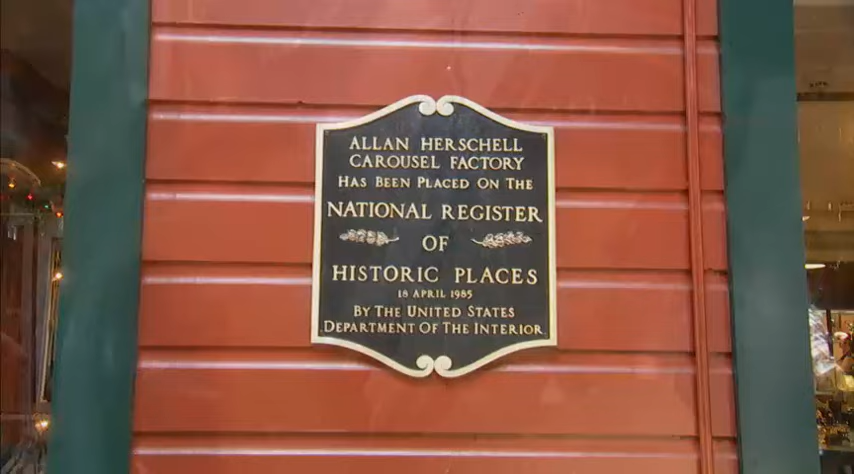 ALLAN HERSCHELL
CAROUSEL FACTORY
HAS BEEN PLACED ON THE
NATIONAL REGISTER
OF
HISTORIC PLACES
18 APRIL 1985
BY THE UNITED STATES
DEPARTMENT OF THE INTERIOR